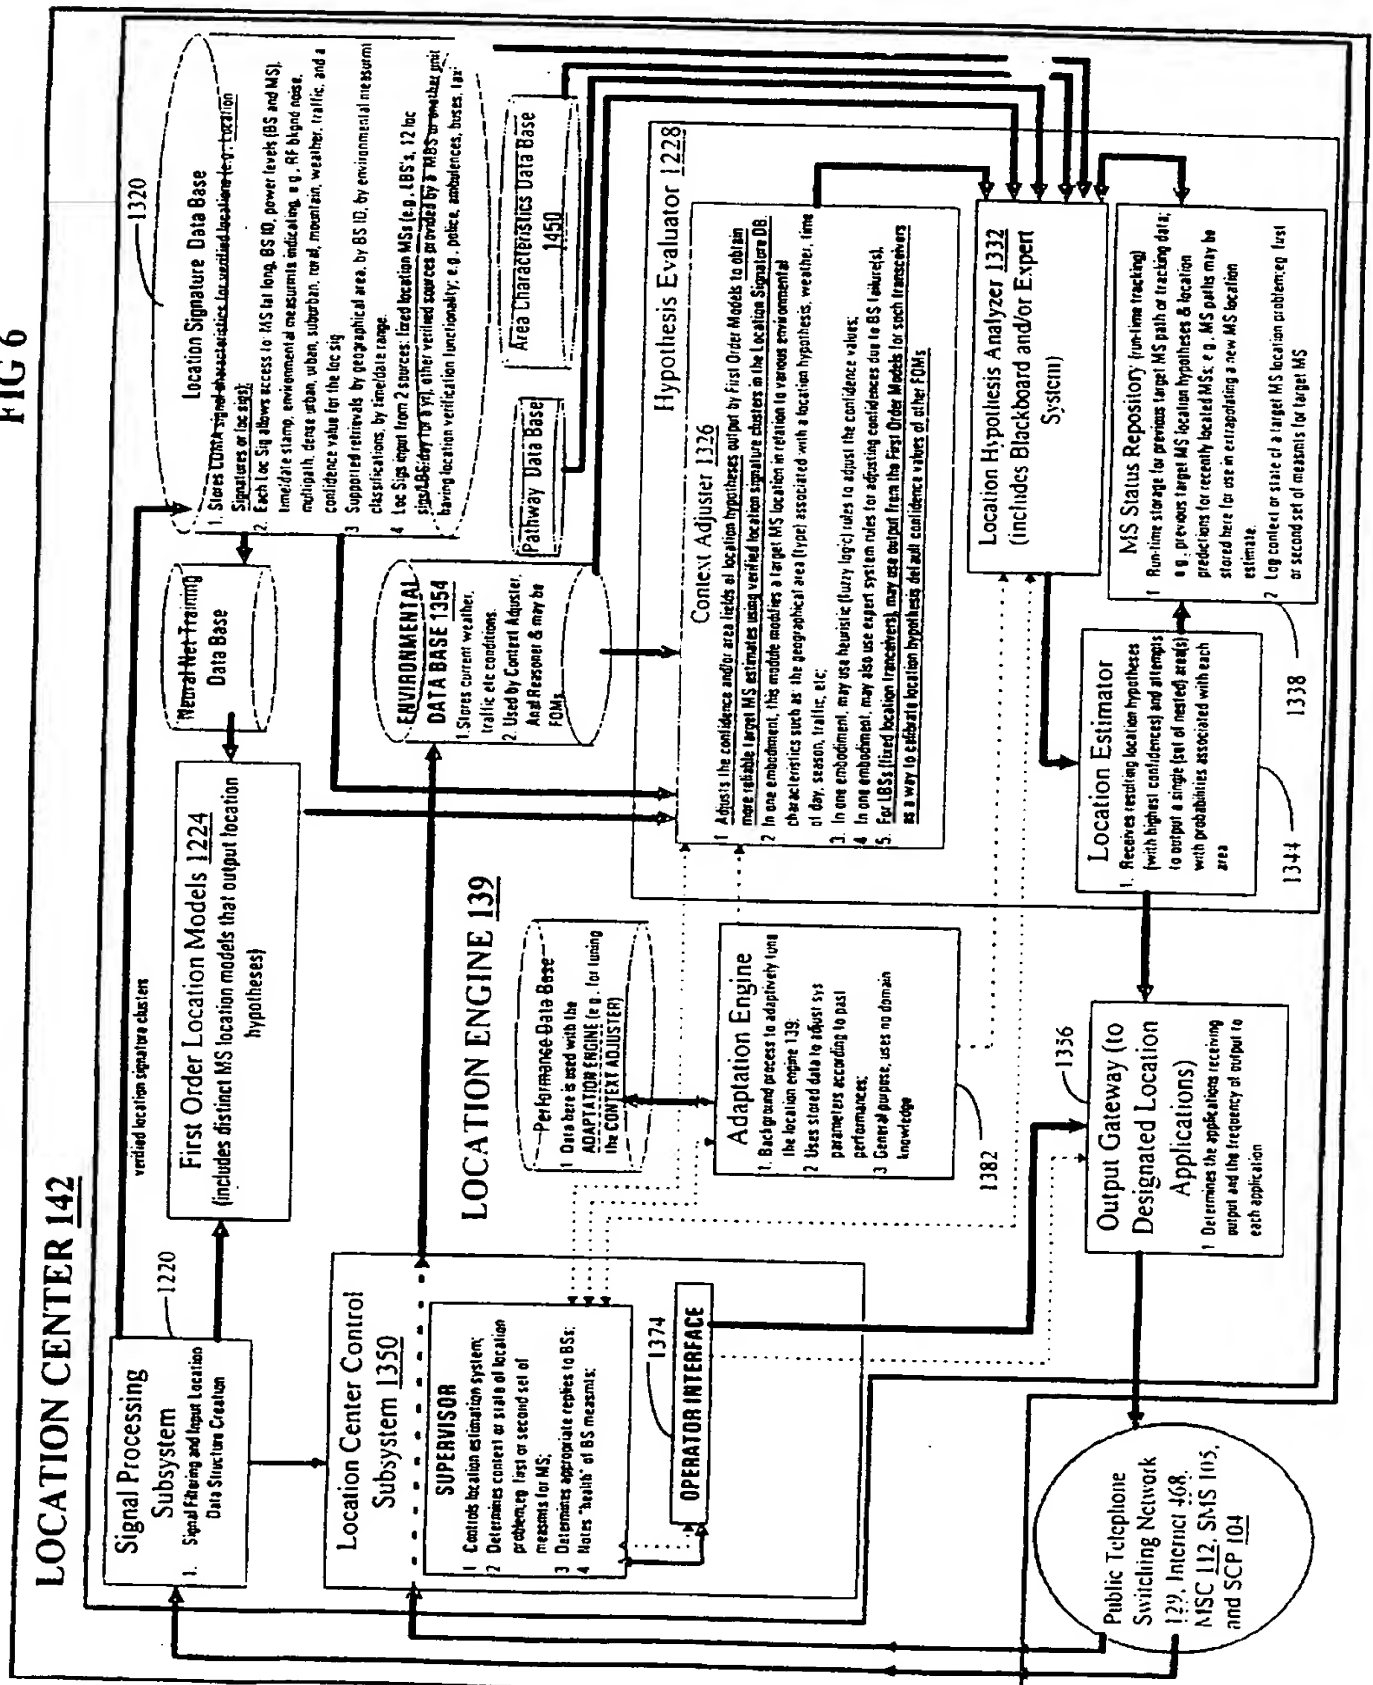 FIG 6
LOCATION CENTER 142
Signal Processing
Subsystem
1. Signal Filtering and Input Location
Data Structure Creation
1220
verified location signature clusters
First Order Location Models 1224
(includes distinct MS location models that output location
hypotheses)
Neural Net Training
Data Base
1320
Location Signature Data Base
1. Stores CDMA signal characteristics for verified locations (e.g. Location
Signatures or loc sigs);
2. Each Loc Sig allows access to: MS lat long, BS ID, power levels (BS and MS),
time/date stamp, environmental measurmts indicating, e.g., RF bkgnd noise,
multipath, dense urban, urban, suburban, rural, mountain, weather, traffic, and a
confidence value for the loc sig
3 Supported retrievals by geographical area, by BS ID, by environmental measurmt
classifications, by time/date range.
4 Loc Sigs input from 2 sources: fixed location MSs (e.g., LBS's, 12 loc
sigs/LBS/day for a yr), other verified sources provided by a MBS or another unit
having location verification functionality; e.g., police, ambulences, buses, taxi
Pathway Data Base
Area Characteristics Data Base
1450
ENVIRONMENTAL
DATA BASE 1354
1. Stores current weather,
traffic etc conditions.
2. Used by Context Adjuster,
Anal Reasoner & may be
FOMs
Location Center Control
Subsystem 1350
SUPERVISOR
1 Controls location estimation system;
2 Determines context or state of location
problem,eg first or second set of
measmts for MS;
3 Determines appropriate replies to BSs;
4 Notes "health" of BS measmts;
1374
OPERATOR INTERFACE
LOCATION ENGINE 139
Performance Data Base
1 Data here is used with the
ADAPTATION ENGINE (e.g., for tuning
the CONTEXT ADJUSTER)
Adaptation Engine
1. Background process to adaptively tune
the location engine 139;
2 Uses stored data to adjust sys
parameters according to past
performances;
3 General purpose, uses no domain
knowledge
1382
Hypothesis Evaluator 1228
Context Adjuster 1326
1 Adjusts the confidence and/or area fields of location hypotheses output by First Order Models to obtain
more reliable target MS estimates using verified location signature clusters in the Location Signature DB.
2 In one embodiment, this module modifies a target MS location in relation to various environmental
characteristics such as: the geographical area (type) associated with a location hypothesis, weather, time
of day, season, traffic, etc;
3. In one embodiment, may use heuristic (fuzzy logic) rules to adjust the confidence values;
4 In one embodiment, may also use expert system rules for adjusting confidences due to BS failure(s),
5. For LBSs (fixed location tranceivers), may use output from the First Order Models for such transceivers
as a way to calibrate location hypothesis default confidence values of other FOMs
Location Hypothesis Analyzer 1332
(includes Blackboard and/or Expert
System)
MS Status Repository (run-time tracking)
1 Run-time storage for previous target MS path or tracking data;
e g , previous target MS location hypotheses & location
predictions for recently located MSs; e g , MS paths may be
stored here for use in extrapolating a new MS location
estimate.
2 Log context or state of a target MS location problem;eg first
or second set of measmts for target MS
1338
Location Estimator
1. Receives resulting location hypotheses
(with highest confidences) and attempts
to output a single (set of nested) area(s)
with probabilities associated with each
area
1344
1356
Output Gateway (to
Designated Location
Applications)
1 Determines the applications receiving
output and the frequency of output to
each application
Public Telephone
Switching Network
129, Internet 468,
MSC 112, SMS 105,
and SCP 104